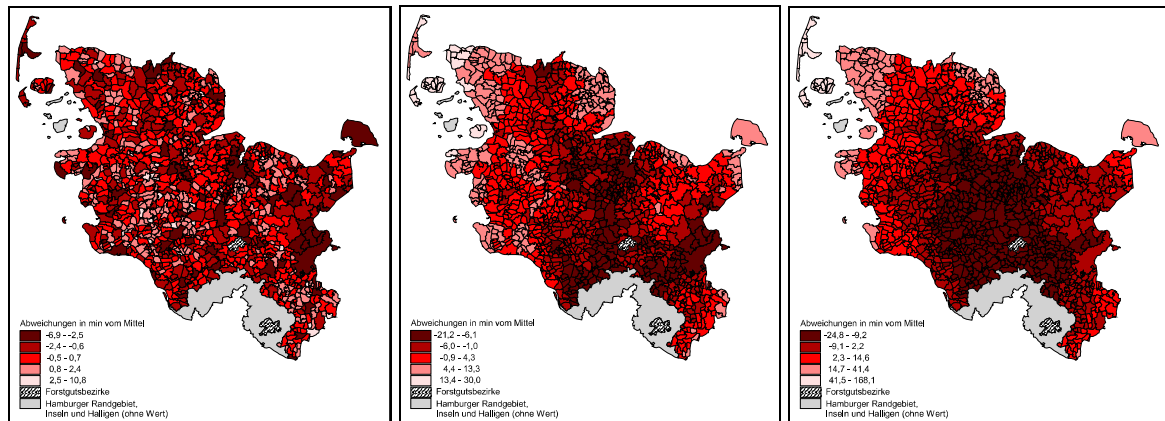 Abweichungen in min vom Mittel
-6,9 - -2,5
-2,4 - -0,6
-0,5 - 0,7
0,8 - 2,4
2,5 - 10,8
Forstgutsbezirke
Hamburger Randgebiet,
Inseln und Halligen (ohne Wert)
Abweichungen in min vom Mittel
-21,2 - -6,1
-6,0 - -1,0
-0,9 - 4,3
4,4 - 13,3
13,4 - 30,0
Forstgutsbezirke
Hamburger Randgebiet,
Inseln und Halligen (ohne Wert)
Abweichungen in min vom Mittel
-24,8 - -9,2
-9,1 - 2,2
2,3 - 14,6
14,7 - 41,4
41,5 - 168,1
Forstgutsbezirke
Hamburger Randgebiet,
Inseln und Halligen (ohne Wert)